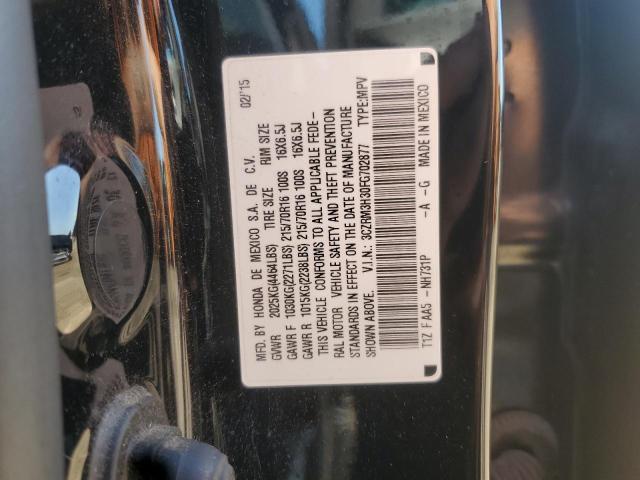 MFD. BY HONDA DE MEXICO S.A. DE C.V. 02/'15
GVWR 2025KG(4464LBS) TIRE SIZE RIM SIZE
GAWR F 1030KG(2271LBS) 215/70R16 100S 16X6.5J
GAWR R 1015KG(2238LBS) 215/70R16 100S 16X6.5J
THIS VEHICLE CONFORMS TO ALL APPLICABLE FEDE-
RAL MOTOR VEHICLE SAFETY AND THEFT PREVENTION
STANDARDS IN EFFECT ON THE DATE OF MANUFACTURE
SHOWN ABOVE. V.I.N.: 3CZRM3H30FG702877 TYPE:MPV
T1Z F AA5 -NH731P -A -G MADE IN MEXICO